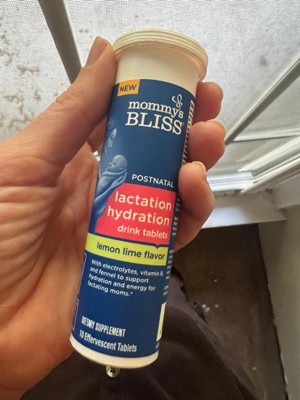 NEW
mommy's
BLISS
POSTNATAL
lactation
hydration
drink tablets
lemon lime flavor
With electrolytes, vitamin B,
and fennel to support
hydration and energy for
lactating moms.*
DIETARY SUPPLEMENT
10 Effervescent Tablets